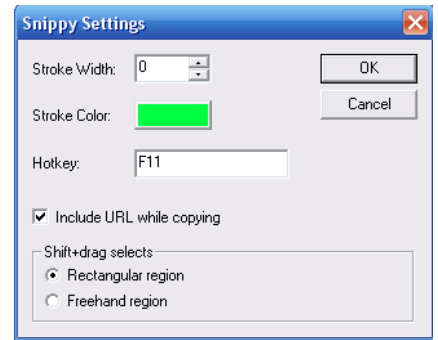 Snippy Settings
Stroke Width: 0 OK
Stroke Color: Cancel
Hotkey: F11
Include URL while copying
Shift+drag selects
Rectangular region
Freehand region